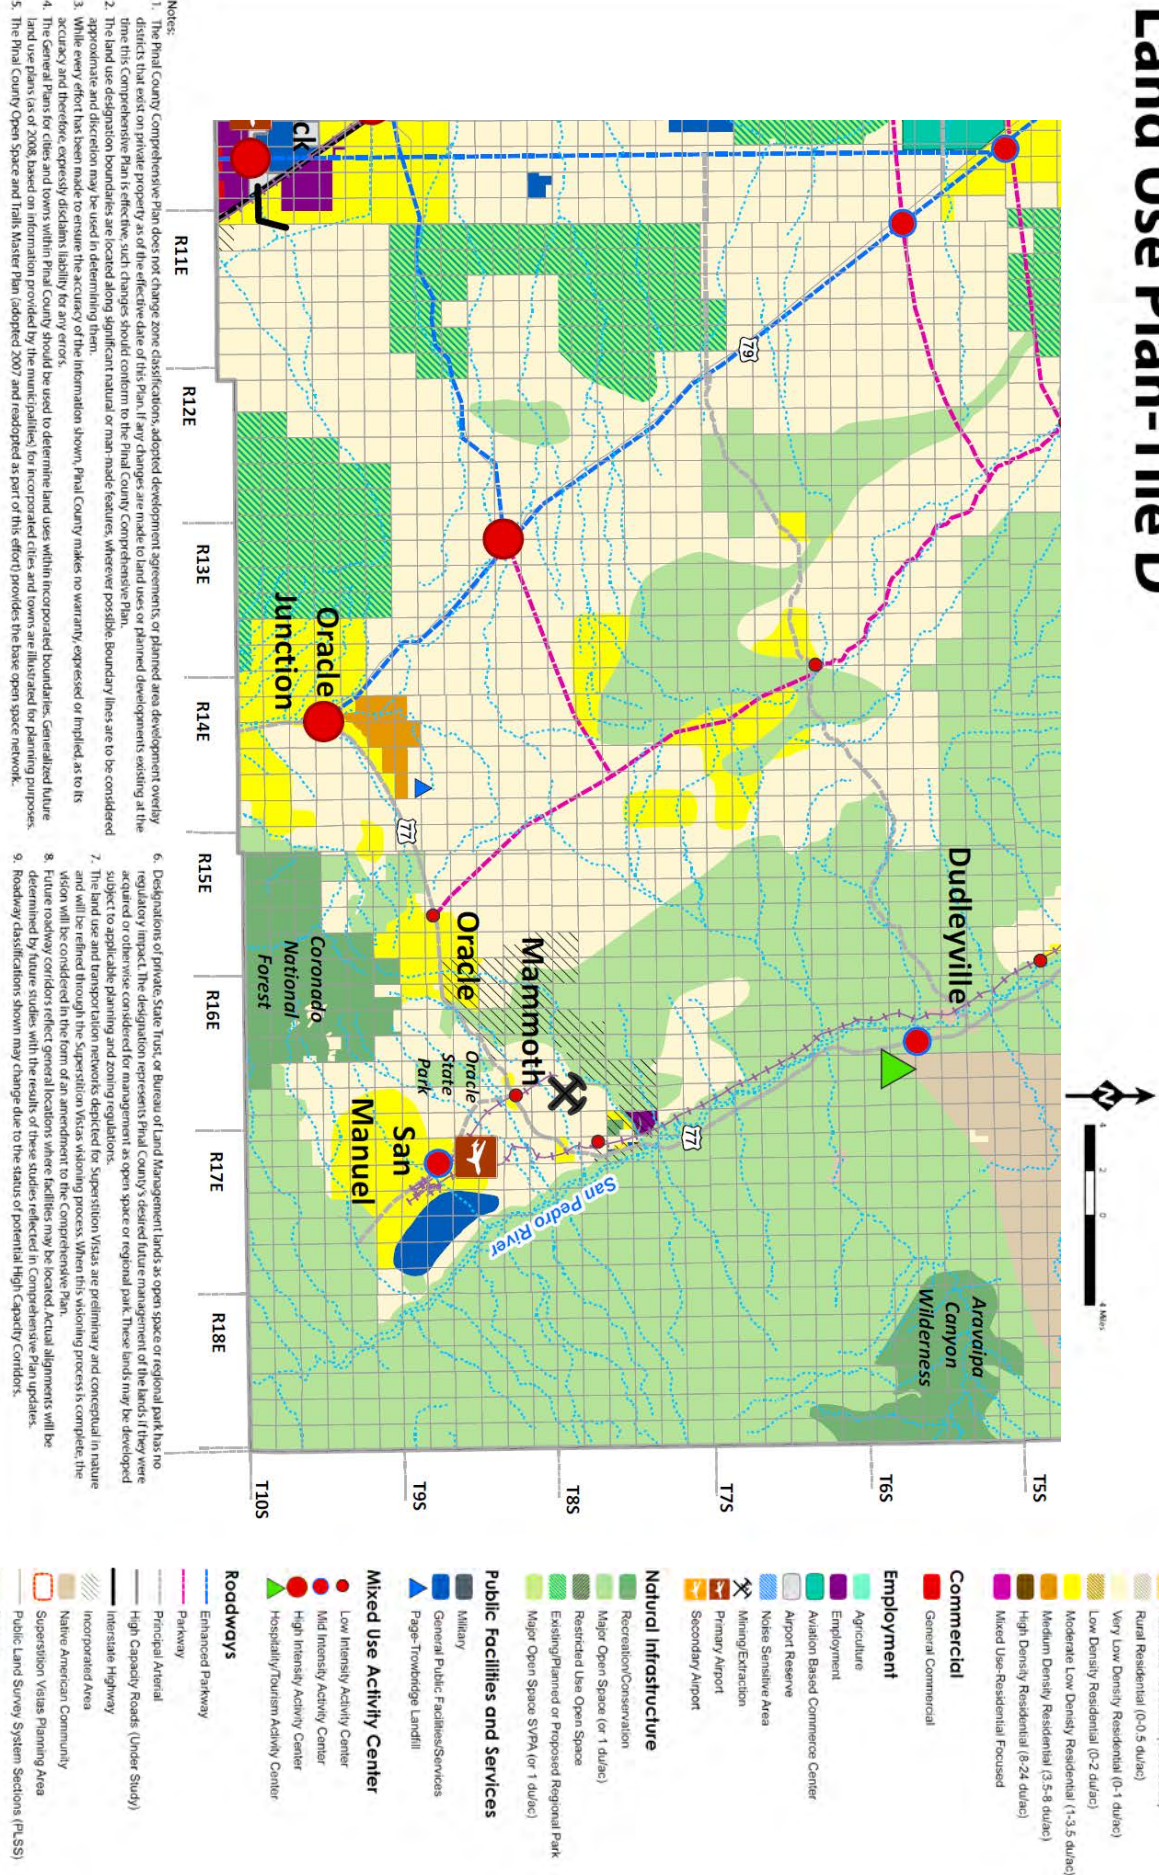 Land Use Plan-Tile D
N
4 2 0 4 Miles
T5S
T6S
T7S
T8S
T9S
T10S
R11E
R12E
R13E
R14E
R15E
R16E
R17E
R18E
79
77
77
Dudleyville
Aravaipa
Canyon
Wilderness
San Pedro River
Mammoth
Oracle
Oracle
State
Park
San
Manuel
Oracle
Junction
Coronado
National
Forest
ck
Notes:
1. The Pinal County Comprehensive Plan does not change zone classifications, adopted development agreements, or planned area development overlay
districts that exist on private property as of the effective date of this Plan. If any changes are made to land uses or planned developments existing at the
time this Comprehensive Plan is effective, such changes should conform to the Pinal County Comprehensive Plan.
2. The land use designation boundaries are located along significant natural or man-made features, wherever possible. Boundary lines are to be considered
approximate and discretion may be used in determining them.
3. While every effort has been made to ensure the accuracy of the information shown, Pinal County makes no warranty, expressed or implied, as to its
accuracy and therefore, expressly disclaims liability for any errors.
4. The General Plans for cities and towns within Pinal County should be used to determine land uses within incorporated boundaries. Generalized future
land use plans (as of 2008, based on information provided by the municipalities) for incorporated cities and towns are illustrated for planning purposes.
5. The Pinal County Open Space and Trails Master Plan (adopted 2007 and readopted as part of this effort) provides the base open space network.
6. Designations of private, State Trust, or Bureau of Land Management lands as open space or regional park has no
regulatory impact. The designation represents Pinal County's desired future management of the lands if they were
acquired or otherwise considered for management as open space or regional park. These lands may be developed
subject to applicable planning and zoning regulations.
7. The land use and transportation networks depicted for Superstition Vistas are preliminary and conceptual in nature
and will be refined through the Superstition Vistas visioning process. When this visioning process is complete, the
vision will be considered in the form of an amendment to the Comprehensive Plan.
8. Future roadway corridors reflect general locations where facilities may be located. Actual alignments will be
determined by future studies with the results of these studies reflected in Comprehensive Plan updates.
9. Roadway classifications shown may change due to the status of potential High Capacity Corridors.
Rural Residential (0-0.5 du/ac)
Very Low Density Residential (0-1 du/ac)
Low Density Residential (0-2 du/ac)
Moderate Low Denisty Residential (1-3.5 du/ac)
Medium Density Residential (3.5-8 du/ac)
High Density Residential (8-24 du/ac)
Mixed Use-Residential Focused
Commercial
General Commercial
Employment
Agriculture
Employment
Aviation Based Commerce Center
Airport Reserve
Noise Sensitive Area
Mining/Extraction
Primary Airport
Secondary Airport
Natural Infrastructure
Recreation/Conservation
Major Open Space (or 1 du/ac)
Restricted Use Open Space
Existing/Planned or Proposed Regional Park
Major Open Space SVPA (or 1 du/ac)
Public Facilities and Services
Military
General Public Facilities/Services
Page-Trowbridge Landfill
Mixed Use Activity Center
Low Intensity Activity Center
Mid Intensity Activity Center
High Intensity Activity Center
Hospitality/Tourism Activity Center
Roadways
Enhanced Parkway
Parkway
Principal Arterial
High Capacity Roads (Under Study)
Interstate Highway
Incorporated Area
Native American Community
Superstition Vistas Planning Area
Public Land Survey System Sections (PLSS)